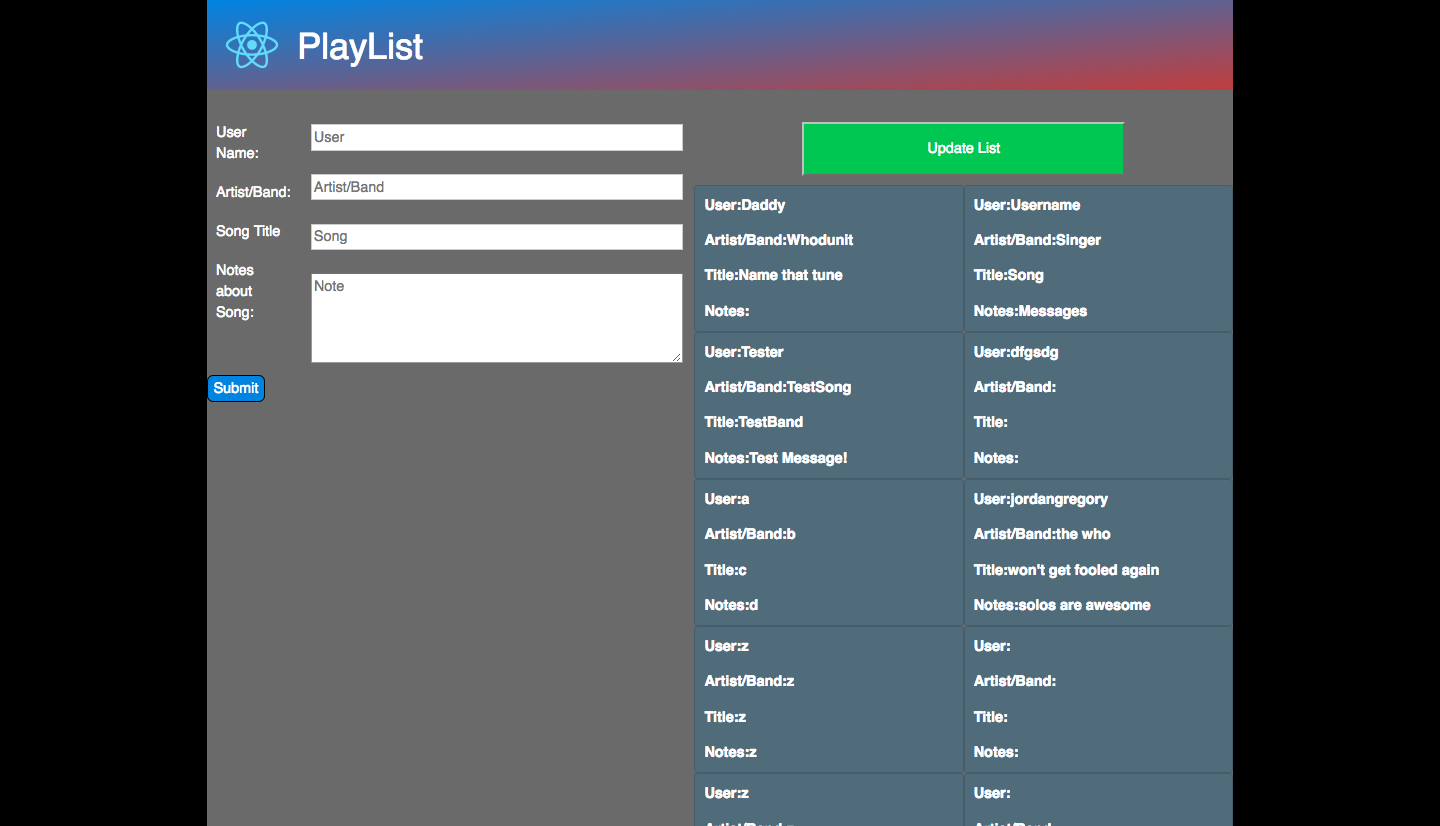 PlayList
User
Name:
User
Artist/Band:
Artist/Band
Song Title
Song
Notes
about
Song:
Note
Submit
Update List
User:Daddy
Artist/Band:Whodunit
Title:Name that tune
Notes:
User:Username
Artist/Band:Singer
Title:Song
Notes:Messages
User:Tester
Artist/Band:TestSong
Title:TestBand
Notes:Test Message!
User:dfgsdg
Artist/Band:
Title:
Notes:
User:a
Artist/Band:b
Title:c
Notes:d
User:jordangregory
Artist/Band:the who
Title:won't get fooled again
Notes:solos are awesome
User:z
Artist/Band:z
Title:z
Notes:z
User:
Artist/Band:
Title:
Notes:
User:z
User: